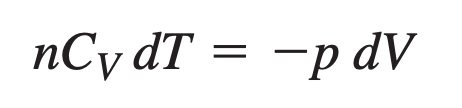 nC_V dT = −p dV